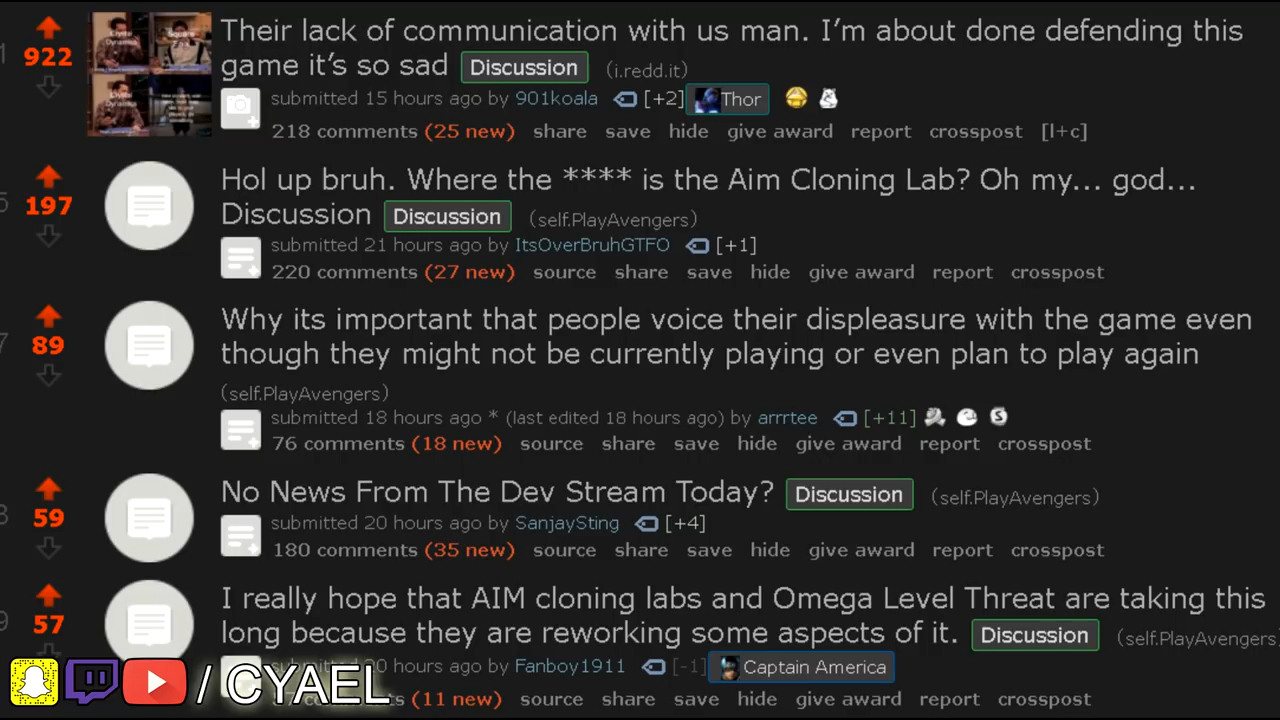 Their lack of communication with us man. I'm about done defending this
922
game it's so sad Discussion (i.redd.it)
submitted 15 hours ago by 901koala [+2] Thor
218 comments (25 new) share save hide give award report crosspost [l+c]
Hol up bruh. Where the **** is the Aim Cloning Lab? Oh my... god...
197
Discussion Discussion (self.PlayAvengers)
submitted 21 hours ago by ItsOverBruhGTFO [+1]
220 comments (27 new) source share save hide give award report crosspost
Why its important that people voice their displeasure with the game even
89
though they might not be currently playing or even plan to play again
(self.PlayAvengers)
submitted 18 hours ago * (last edited 18 hours ago) by arrrtee [+11]
76 comments (18 new) source share save hide give award report crosspost
No News From The Dev Stream Today? Discussion (self.PlayAvengers)
59
submitted 20 hours ago by SanjaySting [+4]
180 comments (35 new) source share save hide give award report crosspost
I really hope that AIM cloning labs and Omega Level Threat are taking this
57
long because they are reworking some aspects of it. Discussion (self.PlayAvengers
hours ago by Fanboy1911 [-1] Captain America
(11 new) source share save hide give award report crosspost
/ CYAEL